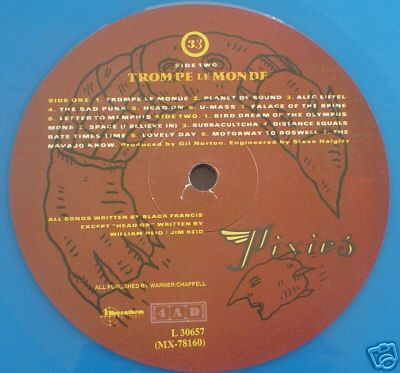 33
SIDE TWO
TROMPE LE MONDE
SIDE ONE. 1. TROMPE LE MONDE 2. PLANET OF SOUND 3. ALEC EIFFEL
4. THE SAD PUNK 5. HEAD ON 6. U-MASS 7. PALACE OF THE BRINE
8. LETTER TO MEMPHIS SIDE TWO. 1. BIRD DREAM OF THE OLYMPUS
MONS 2. SPACE (I BELIEVE IN) 3. SUBBACULTCHA 4. DISTANCE EQUALS
RATE TIMES TIME 5. LOVELY DAY 6. MOTORWAY TO ROSWELL 7. THE
NAVAJO KNOW. Produced by Gil Norton. Engineered by Steve Haigler
ALL SONGS WRITTEN BY BLACK FRANCIS
EXCEPT "HEAD ON" WRITTEN BY
WILLIAM REID / JIM REID
Pixies
ALL PUBLISHED BY WARNER/CHAPPELL
Liberation
4AD
L 30657
(MX-78160)